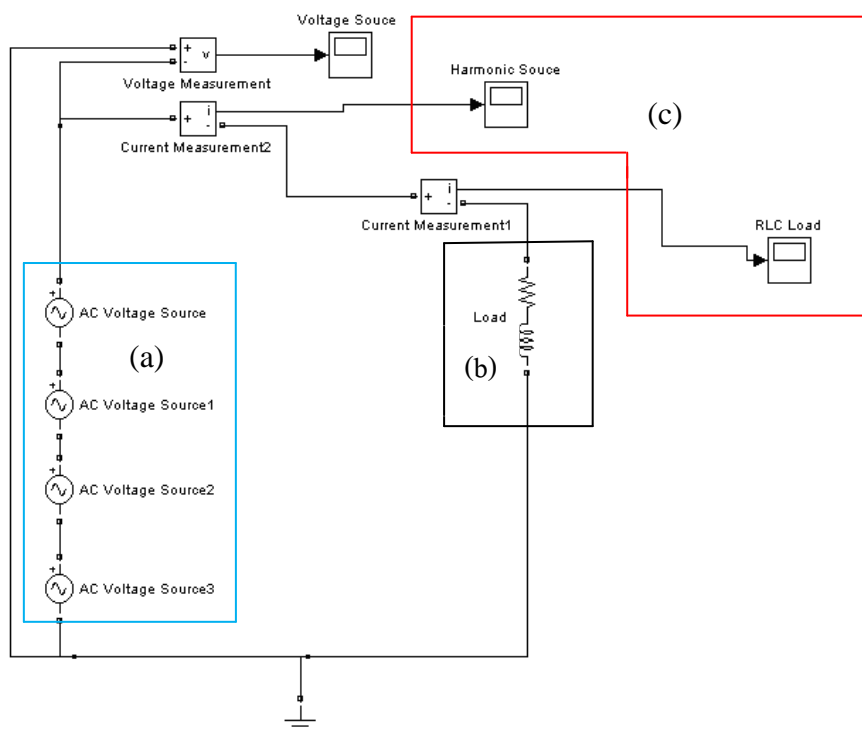 Voltage Souce
+
-
v
Voltage Measurement
Harmonic Souce
(c)
+
i
-
Current Measurement2
+
i
-
Current Measurement1
RLC Load
+
AC Voltage Source
(a)
Load
(b)
+
AC Voltage Source1
+
AC Voltage Source2
+
AC Voltage Source3